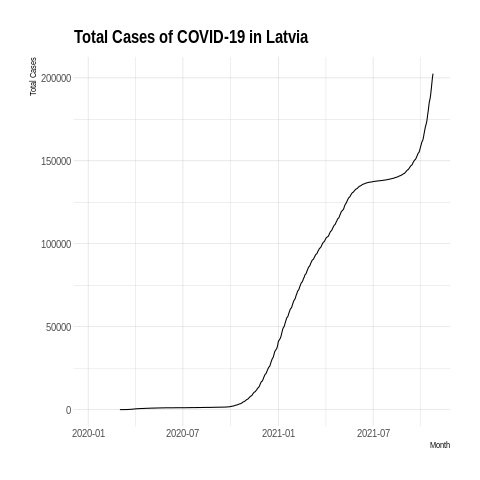 Total Cases of COVID-19 in Latvia
Total Cases
200000
150000
100000
50000
0
2020-01 2020-07 2021-01 2021-07
Month